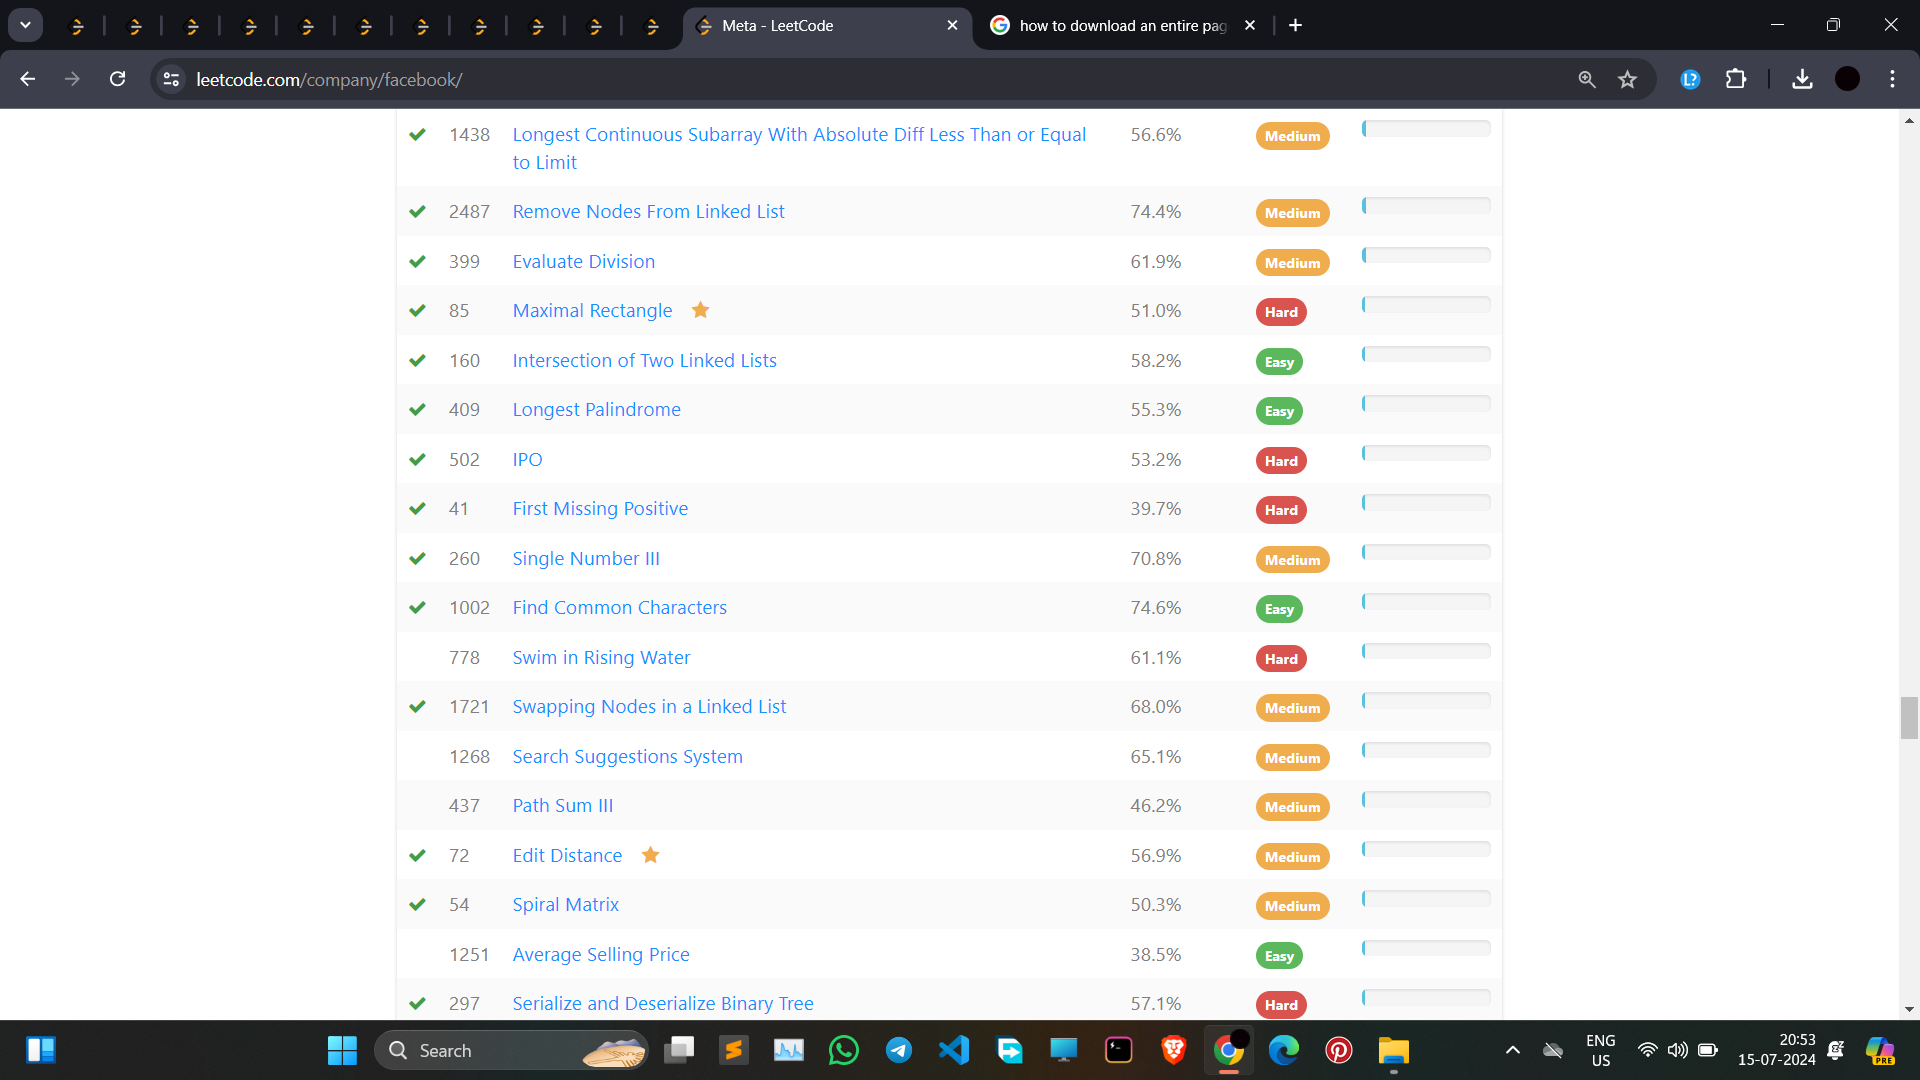 Meta - LeetCode
how to download an entire pag
leetcode.com/company/facebook/
1438 Longest Continuous Subarray With Absolute Diff Less Than or Equal 56.6% Medium
to Limit
2487 Remove Nodes From Linked List 74.4% Medium
399 Evaluate Division 61.9% Medium
85 Maximal Rectangle 51.0% Hard
160 Intersection of Two Linked Lists 58.2% Easy
409 Longest Palindrome 55.3% Easy
502 IPO 53.2% Hard
41 First Missing Positive 39.7% Hard
260 Single Number III 70.8% Medium
1002 Find Common Characters 74.6% Easy
778 Swim in Rising Water 61.1% Hard
1721 Swapping Nodes in a Linked List 68.0% Medium
1268 Search Suggestions System 65.1% Medium
437 Path Sum III 46.2% Medium
72 Edit Distance 56.9% Medium
54 Spiral Matrix 50.3% Medium
1251 Average Selling Price 38.5% Easy
297 Serialize and Deserialize Binary Tree 57.1% Hard
Search
ENG
US
20:53
15-07-2024
PRE